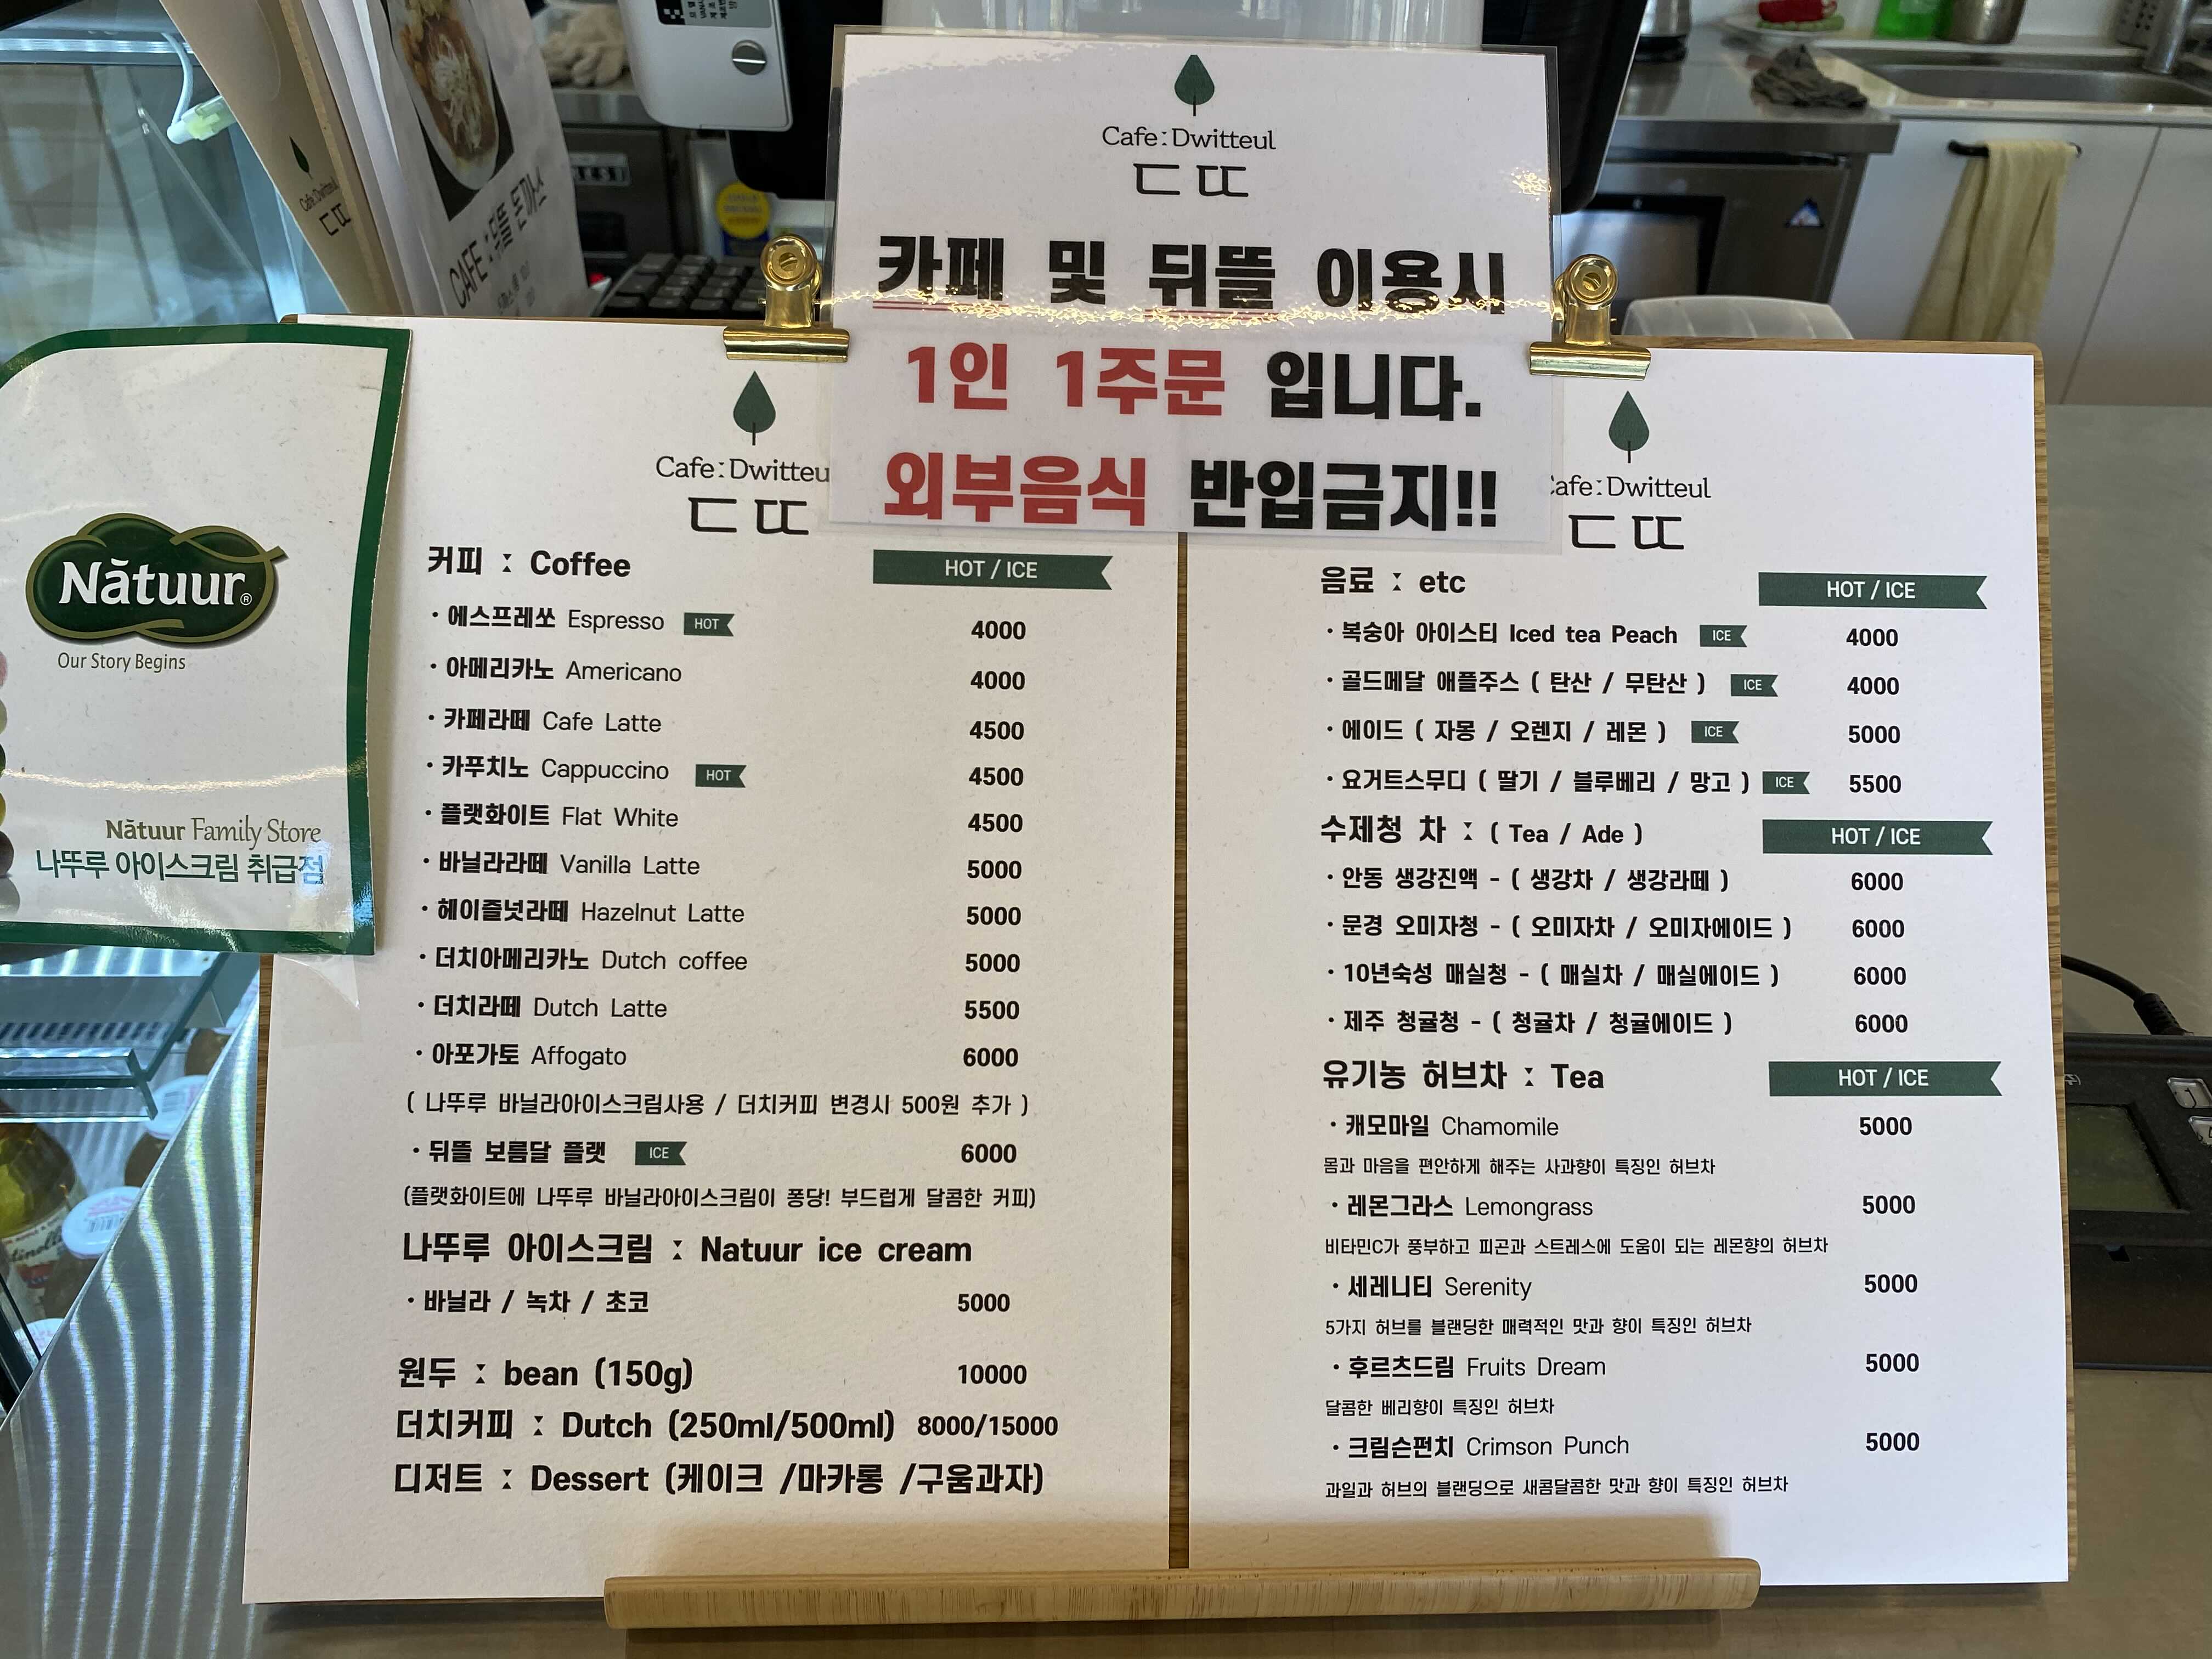 Cafe:Dwitteul
ㄷㄸ
카페 및 뒤뜰 이용시
1인 1주문 입니다.
외부음식 반입금지!!
Cafe:Dwitteul
ㄷㄸ
CAFE : 뒤뜰 돈까스
Nātuur®
Our Story Begins
Nātuur Family Store
나뚜루 아이스크림 취급점
Cafe:Dwitteu
ㄷㄸ
커피 : Coffee HOT / ICE
· 에스프레쏘 Espresso HOT 4000
· 아메리카노 Americano 4000
· 카페라떼 Cafe Latte 4500
· 카푸치노 Cappuccino HOT 4500
· 플랫화이트 Flat White 4500
· 바닐라라떼 Vanilla Latte 5000
· 헤이즐넛라떼 Hazelnut Latte 5000
· 더치아메리카노 Dutch coffee 5000
· 더치라떼 Dutch Latte 5500
· 아포가토 Affogato 6000
( 나뚜루 바닐라아이스크림사용 / 더치커피 변경시 500원 추가 )
· 뒤뜰 보름달 플랫 ICE 6000
(플랫화이트에 나뚜루 바닐라아이스크림이 퐁당! 부드럽게 달콤한 커피)
나뚜루 아이스크림 : Natuur ice cream
· 바닐라 / 녹차 / 초코 5000
원두 : bean (150g) 10000
더치커피 : Dutch (250ml/500ml) 8000/15000
디저트 : Dessert (케이크 /마카롱 /구움과자)
afe:Dwitteul
ㄷㄸ
음료 : etc HOT / ICE
· 복숭아 아이스티 Iced tea Peach ICE 4000
· 골드메달 애플주스 ( 탄산 / 무탄산 ) ICE 4000
· 에이드 ( 자몽 / 오렌지 / 레몬 ) ICE 5000
· 요거트스무디 ( 딸기 / 블루베리 / 망고 ) ICE 5500
수제청 차 : ( Tea / Ade ) HOT / ICE
· 안동 생강진액 - ( 생강차 / 생강라떼 ) 6000
· 문경 오미자청 - ( 오미자차 / 오미자에이드 ) 6000
· 10년숙성 매실청 - ( 매실차 / 매실에이드 ) 6000
· 제주 청귤청 - ( 청귤차 / 청귤에이드 ) 6000
유기농 허브차 : Tea HOT / ICE
· 캐모마일 Chamomile 5000
몸과 마음을 편안하게 해주는 사과향이 특징인 허브차
· 레몬그라스 Lemongrass 5000
비타민C가 풍부하고 피곤과 스트레스에 도움이 되는 레몬향의 허브차
· 세레니티 Serenity 5000
5가지 허브를 블랜딩한 매력적인 맛과 향이 특징인 허브차
· 후르츠드림 Fruits Dream 5000
달콤한 베리향이 특징인 허브차
· 크림슨펀치 Crimson Punch 5000
과일과 허브의 블랜딩으로 새콤달콤한 맛과 향이 특징인 허브차